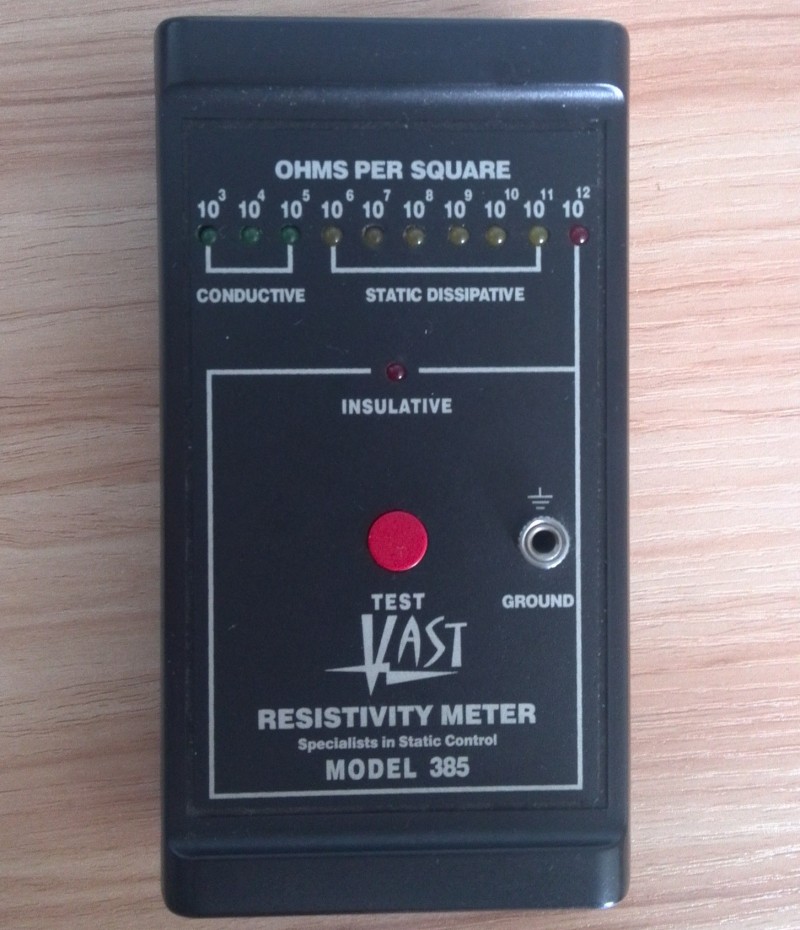 OHMS PER SQUARE
10³ 10⁴ 10⁵ 10⁶ 10⁷ 10⁸ 10⁹ 10¹⁰ 10¹¹ 10¹²
CONDUCTIVE STATIC DISSIPATIVE
INSULATIVE
GROUND
TEST
VLAST
RESISTIVITY METER
Specialists in Static Control
MODEL 385